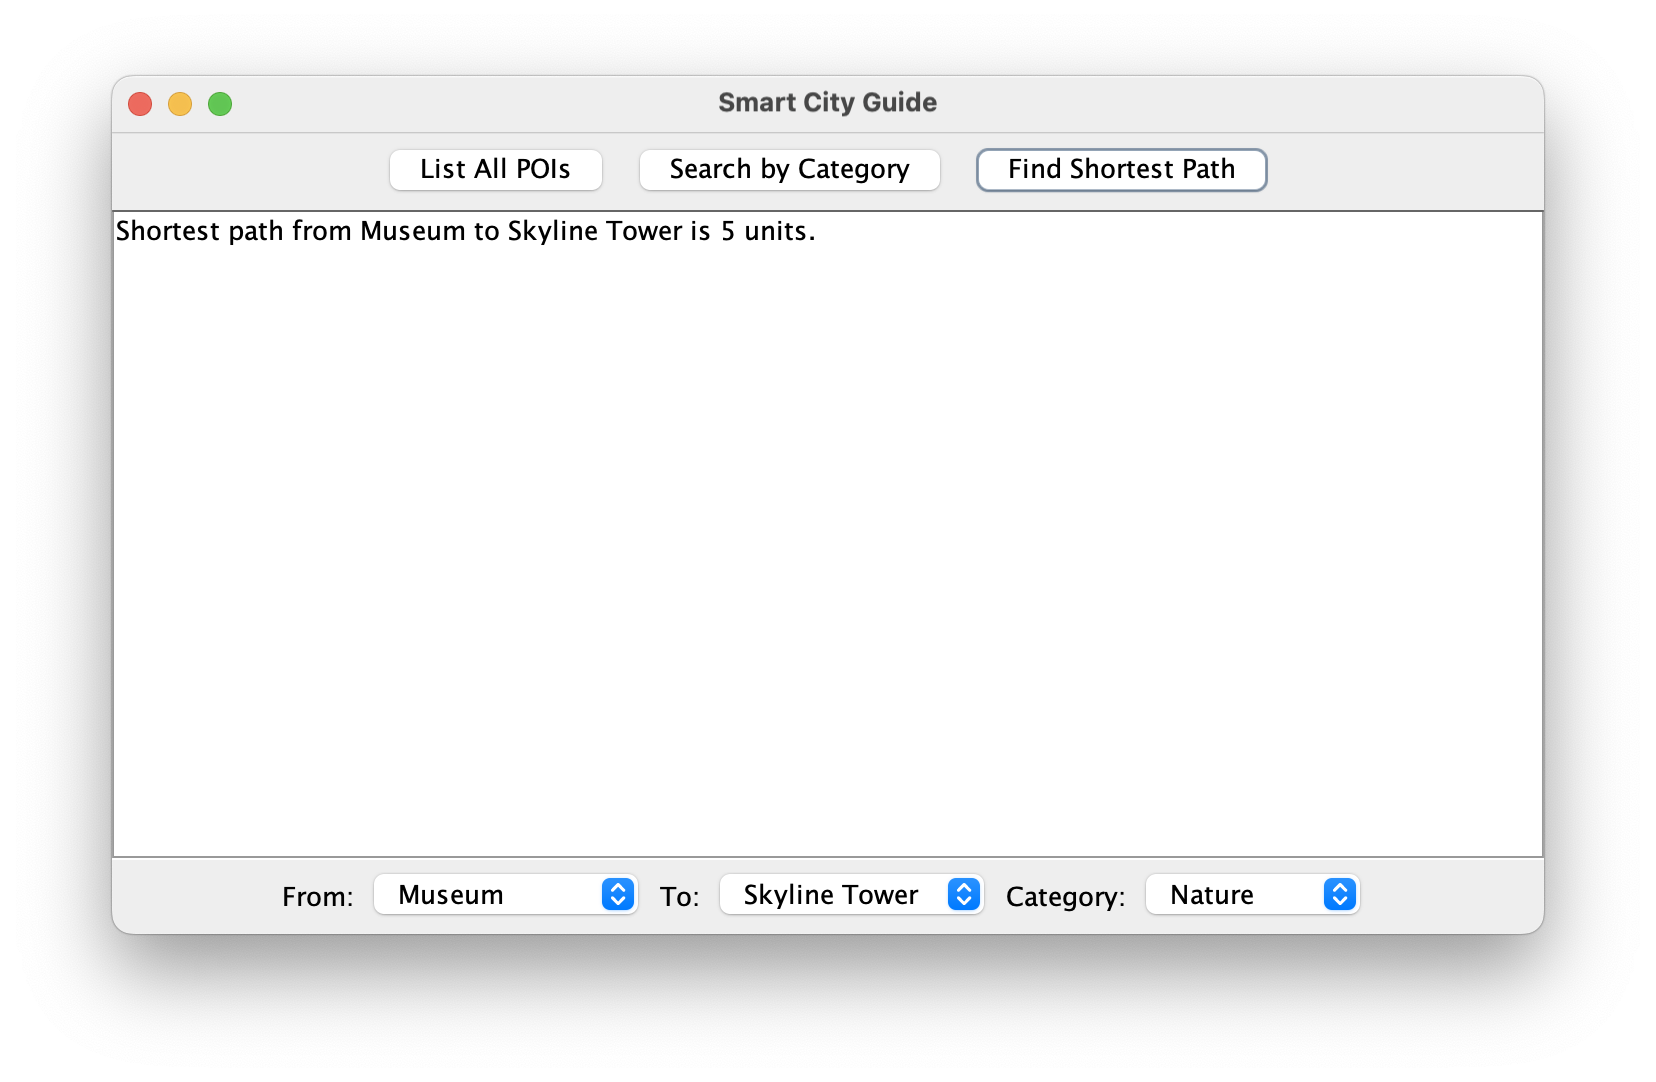 Smart City Guide
List All POIs
Search by Category
Find Shortest Path
Shortest path from Museum to Skyline Tower is 5 units.
From: Museum To: Skyline Tower Category: Nature